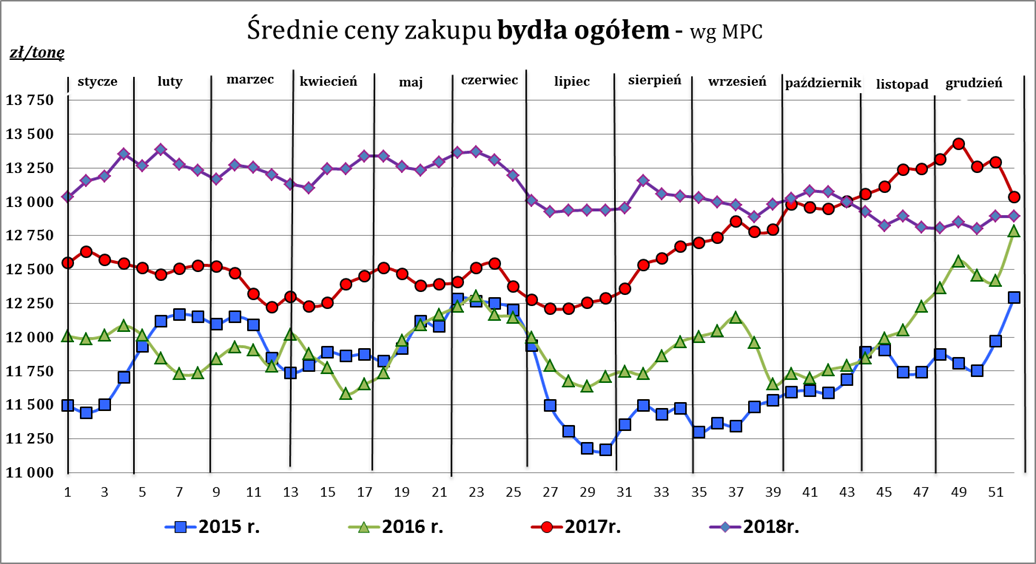 Średnie ceny zakupu bydła ogółem - wg MPC
zł/tonę
stycze luty marzec kwiecień maj czerwiec lipiec sierpień wrzesień październik listopad grudzień
13 750
13 500
13 250
13 000
12 750
12 500
12 250
12 000
11 750
11 500
11 250
11 000
1 3 5 7 9 11 13 15 17 19 21 23 25 27 29 31 33 35 37 39 41 43 45 47 49 51
2015 r. 2016 r. 2017r. 2018r.